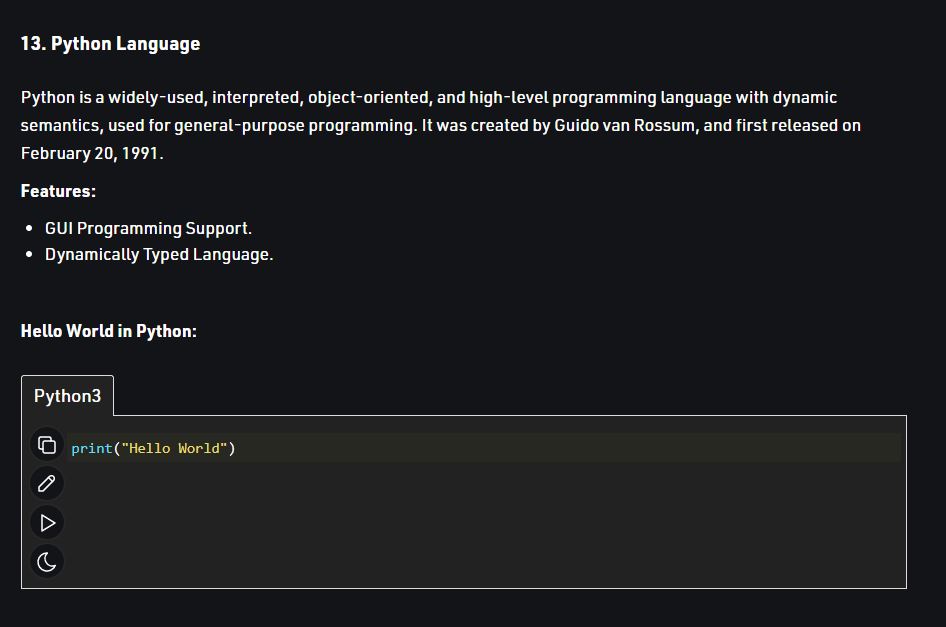 13. Python Language
Python is a widely-used, interpreted, object-oriented, and high-level programming language with dynamic
semantics, used for general-purpose programming. It was created by Guido van Rossum, and first released on
February 20, 1991.
Features:
• GUI Programming Support.
• Dynamically Typed Language.
Hello World in Python:
Python3
print("Hello World")